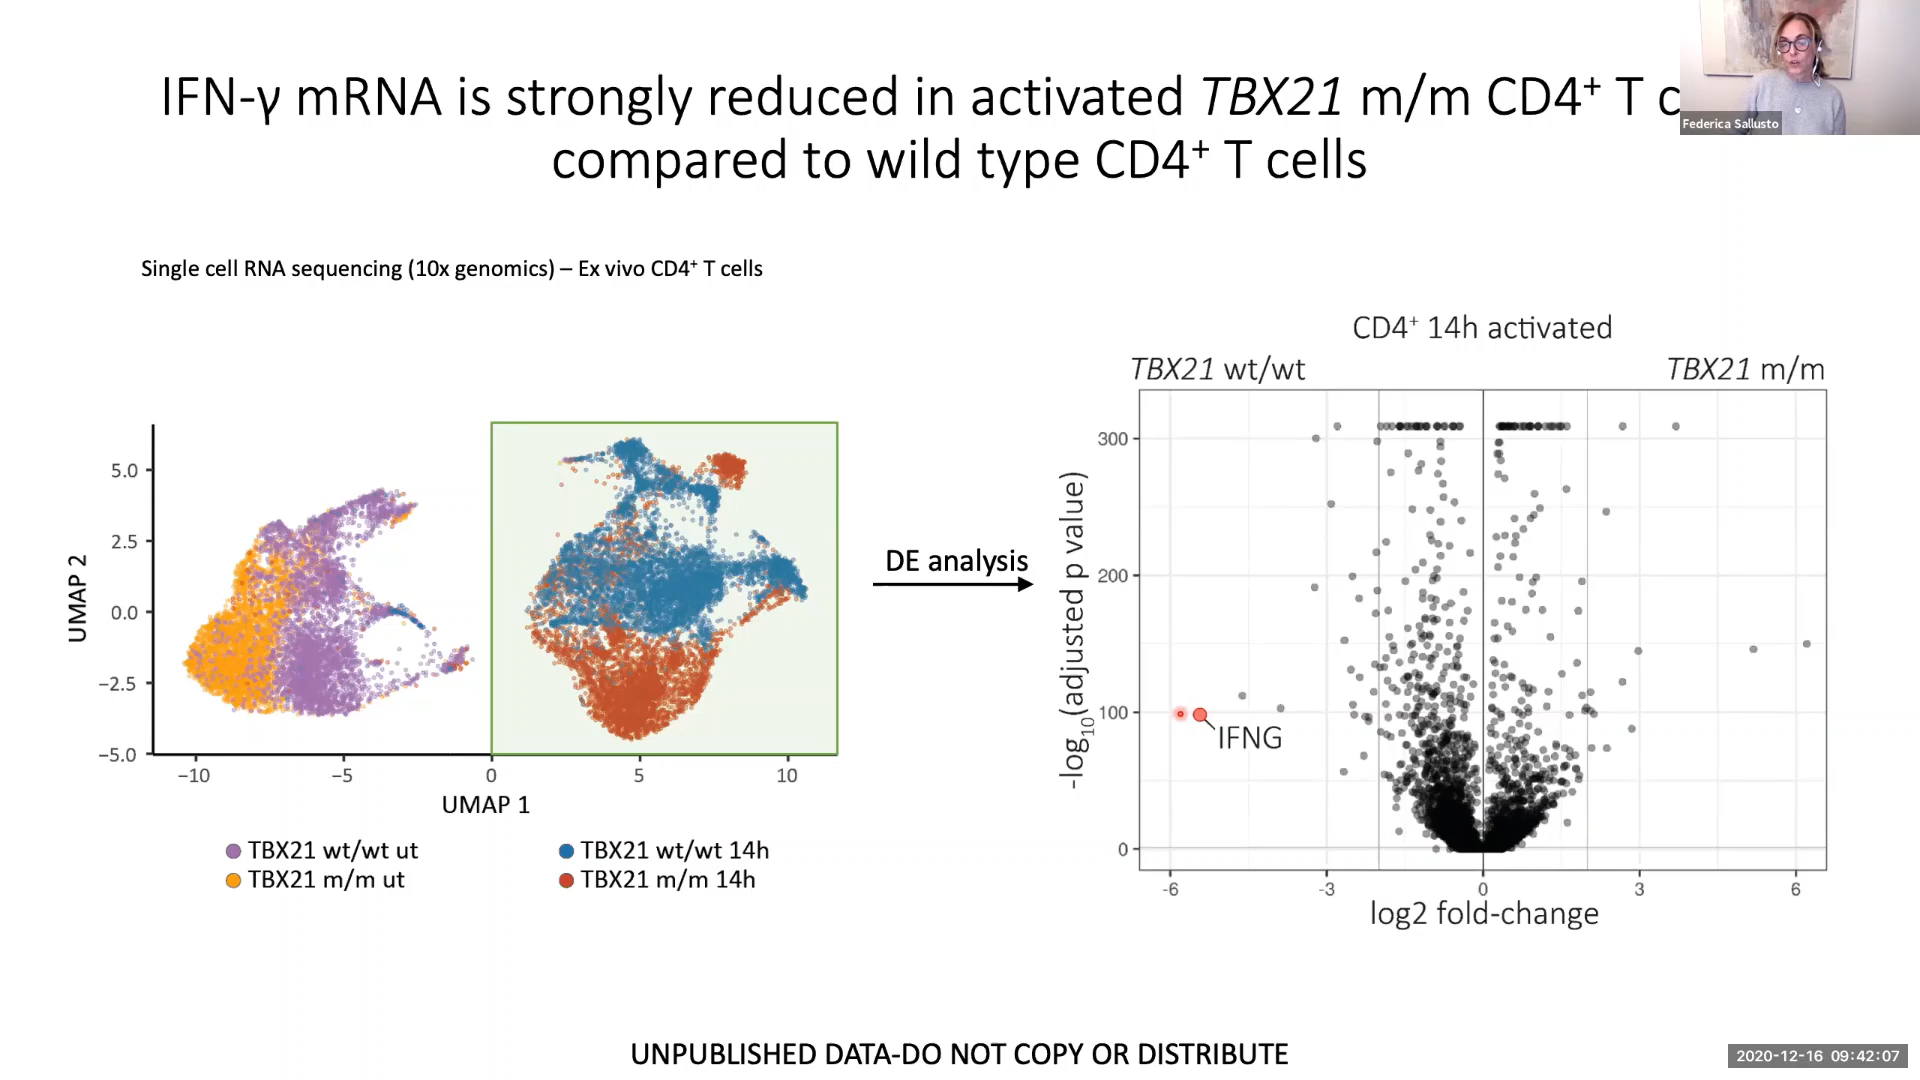 IFN-γ mRNA is strongly reduced in activated TBX21 m/m CD4⁺ T c
compared to wild type CD4⁺ T cells
Federica Sallusto
Single cell RNA sequencing (10x genomics) – Ex vivo CD4⁺ T cells
UMAP 2
5.0
2.5
0.0
−2.5
−5.0
−10
−5
0
5
10
UMAP 1
TBX21 wt/wt ut
TBX21 m/m ut
TBX21 wt/wt 14h
TBX21 m/m 14h
DE analysis
CD4⁺ 14h activated
TBX21 wt/wt
TBX21 m/m
-log₁₀(adjusted p value)
300
200
100
0
IFNG
-6
-3
0
3
6
log2 fold-change
UNPUBLISHED DATA-DO NOT COPY OR DISTRIBUTE
2020-12-16 09:42:07